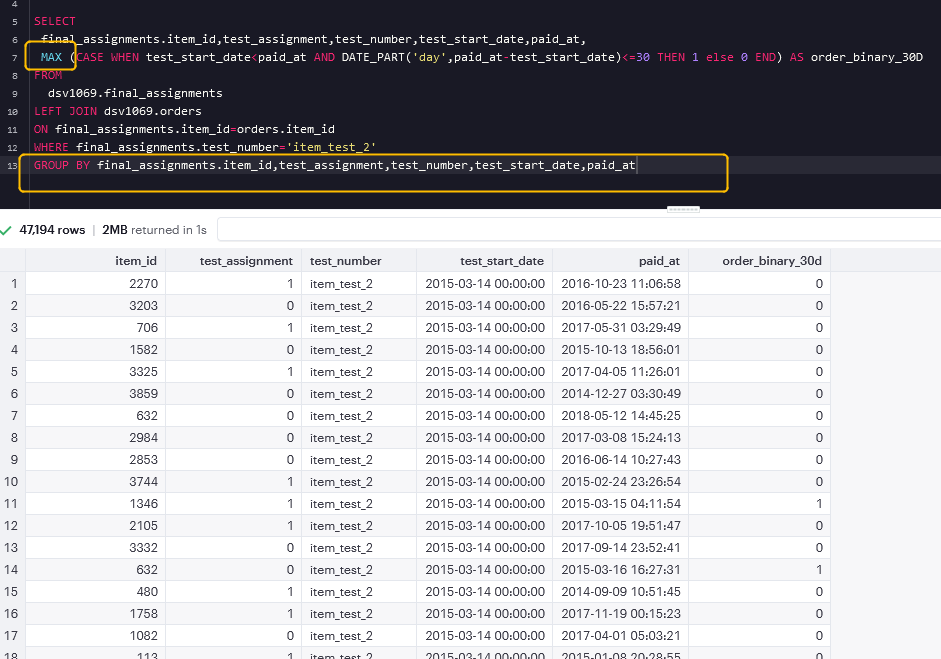 4
5 SELECT
6 final_assignments.item_id,test_assignment,test_number,test_start_date,paid_at,
7 MAX (CASE WHEN test_start_date<paid_at AND DATE_PART('day',paid_at-test_start_date)<=30 THEN 1 else 0 END) AS order_binary_30D
8 FROM
9 dsv1069.final_assignments
10 LEFT JOIN dsv1069.orders
11 ON final_assignments.item_id=orders.item_id
12 WHERE final_assignments.test_number='item_test_2'
13 GROUP BY final_assignments.item_id,test_assignment,test_number,test_start_date,paid_at
47,194 rows | 2MB returned in 1s
item_id test_assignment test_number test_start_date paid_at order_binary_30d
1 2270 1 item_test_2 2015-03-14 00:00:00 2016-10-23 11:06:58 0
2 3203 0 item_test_2 2015-03-14 00:00:00 2016-05-22 15:57:21 0
3 706 1 item_test_2 2015-03-14 00:00:00 2017-05-31 03:29:49 0
4 1582 0 item_test_2 2015-03-14 00:00:00 2015-10-13 18:56:01 0
5 3325 1 item_test_2 2015-03-14 00:00:00 2017-04-05 11:26:01 0
6 3859 0 item_test_2 2015-03-14 00:00:00 2014-12-27 03:30:49 0
7 632 0 item_test_2 2015-03-14 00:00:00 2018-05-12 14:45:25 0
8 2984 0 item_test_2 2015-03-14 00:00:00 2017-03-08 15:24:13 0
9 2853 0 item_test_2 2015-03-14 00:00:00 2016-06-14 10:27:43 0
10 3744 1 item_test_2 2015-03-14 00:00:00 2015-02-24 23:26:54 0
11 1346 1 item_test_2 2015-03-14 00:00:00 2015-03-15 04:11:54 1
12 2105 1 item_test_2 2015-03-14 00:00:00 2017-10-05 19:51:47 0
13 3332 0 item_test_2 2015-03-14 00:00:00 2017-09-14 23:52:41 0
14 632 0 item_test_2 2015-03-14 00:00:00 2015-03-16 16:27:31 1
15 480 1 item_test_2 2015-03-14 00:00:00 2014-09-09 10:51:45 0
16 1758 1 item_test_2 2015-03-14 00:00:00 2017-11-19 00:15:23 0
17 1082 0 item_test_2 2015-03-14 00:00:00 2017-04-01 05:03:21 0
18 113 1 item_test_2 2015-03-14 00:00:00 2015-01-08 20:28:55 0